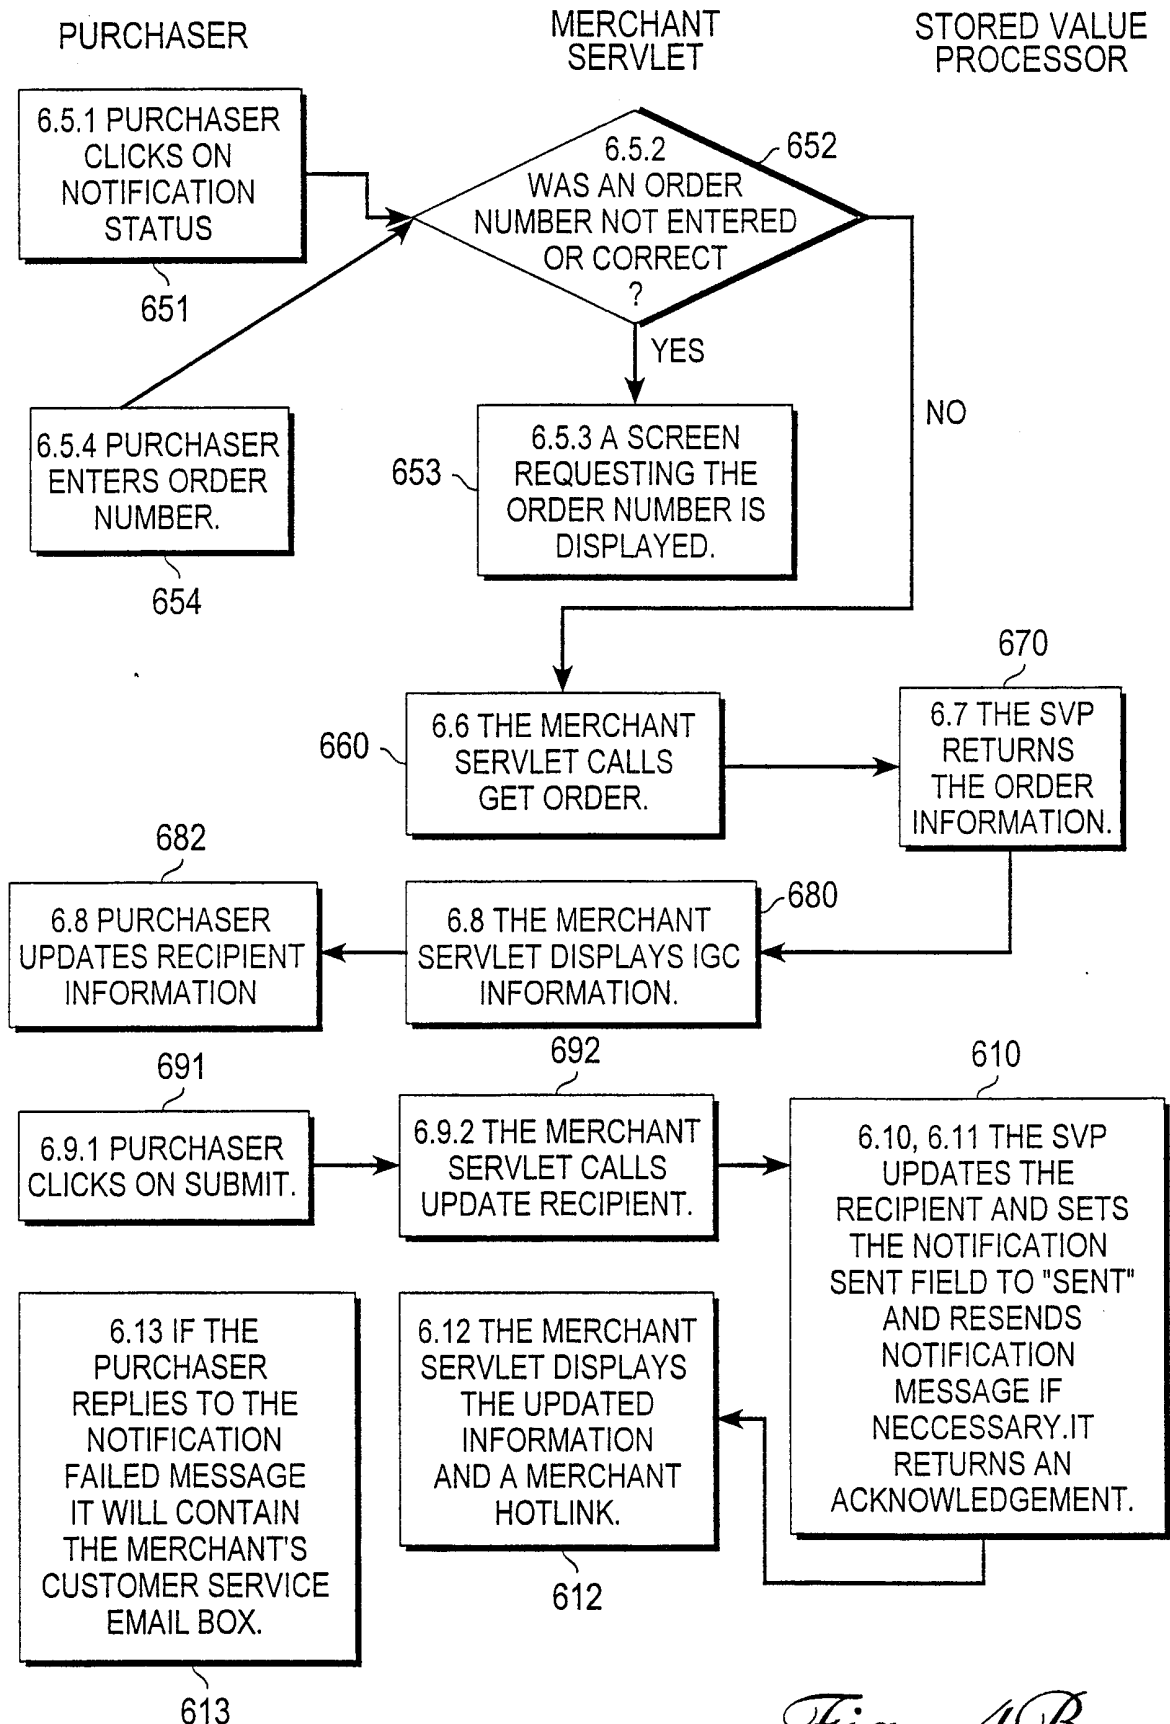 PURCHASER
MERCHANT
SERVLET
STORED VALUE
PROCESSOR
6.5.1 PURCHASER
CLICKS ON
NOTIFICATION
STATUS
651
6.5.2
WAS AN ORDER
NUMBER NOT ENTERED
OR CORRECT
?
652
YES
NO
6.5.4 PURCHASER
ENTERS ORDER
NUMBER.
654
653
6.5.3 A SCREEN
REQUESTING THE
ORDER NUMBER IS
DISPLAYED.
660
6.6 THE MERCHANT
SERVLET CALLS
GET ORDER.
670
6.7 THE SVP
RETURNS
THE ORDER
INFORMATION.
682
6.8 PURCHASER
UPDATES RECIPIENT
INFORMATION
680
6.8 THE MERCHANT
SERVLET DISPLAYS IGC
INFORMATION.
691
6.9.1 PURCHASER
CLICKS ON SUBMIT.
692
6.9.2 THE MERCHANT
SERVLET CALLS
UPDATE RECIPIENT.
610
6.10, 6.11 THE SVP
UPDATES THE
RECIPIENT AND SETS
THE NOTIFICATION
SENT FIELD TO "SENT"
AND RESENDS
NOTIFICATION
MESSAGE IF
NECCESSARY.IT
RETURNS AN
ACKNOWLEDGEMENT.
6.13 IF THE
PURCHASER
REPLIES TO THE
NOTIFICATION
FAILED MESSAGE
IT WILL CONTAIN
THE MERCHANT'S
CUSTOMER SERVICE
EMAIL BOX.
613
6.12 THE MERCHANT
SERVLET DISPLAYS
THE UPDATED
INFORMATION
AND A MERCHANT
HOTLINK.
612
Fig. 4B